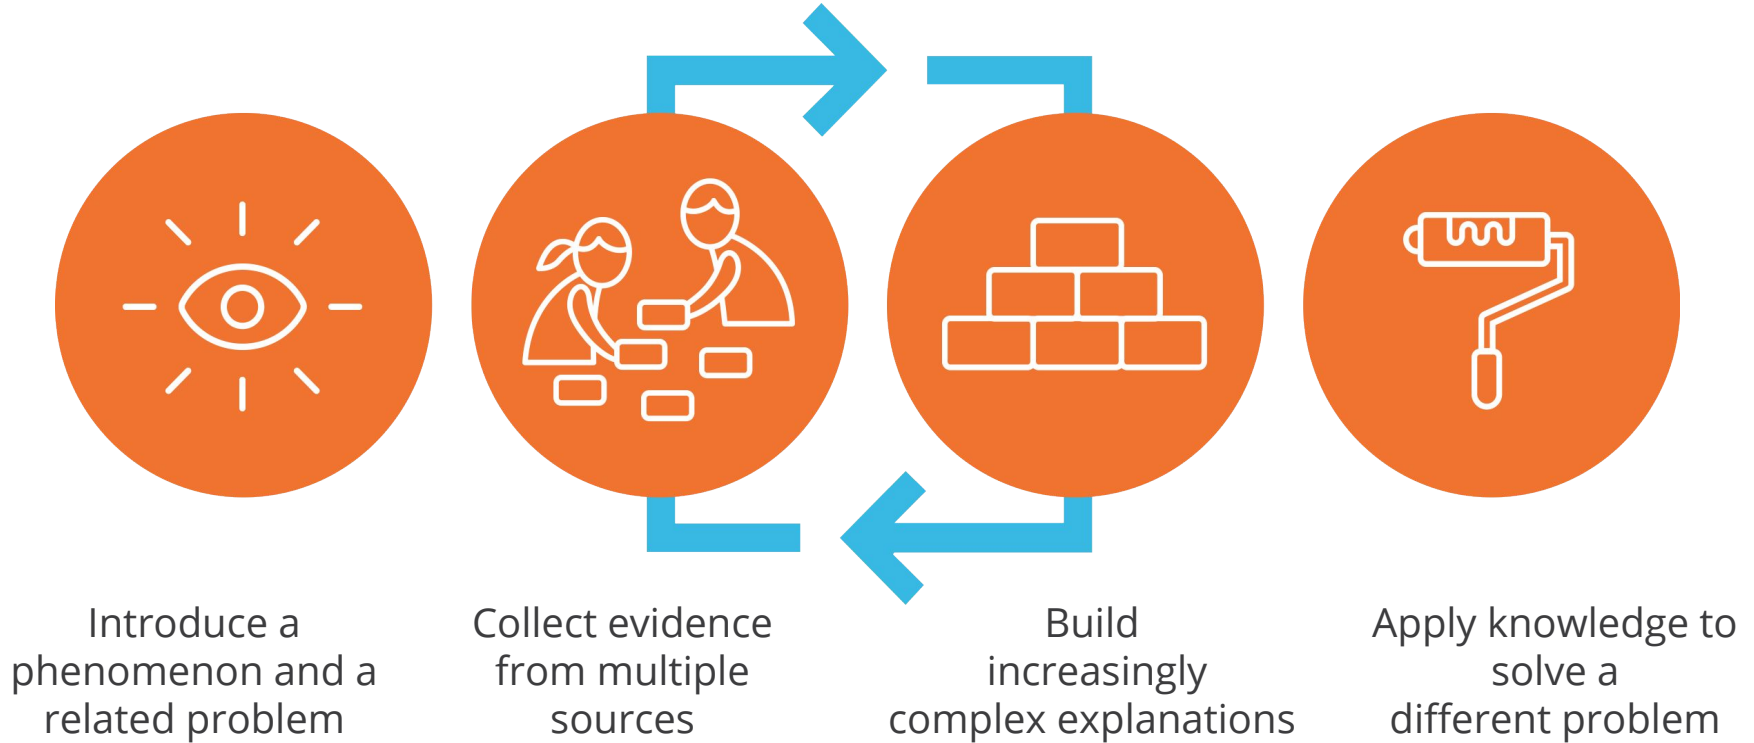 Introduce a
phenomenon and a
related problem
Collect evidence
from multiple
sources
Build
increasingly
complex explanations
Apply knowledge to
solve a
different problem